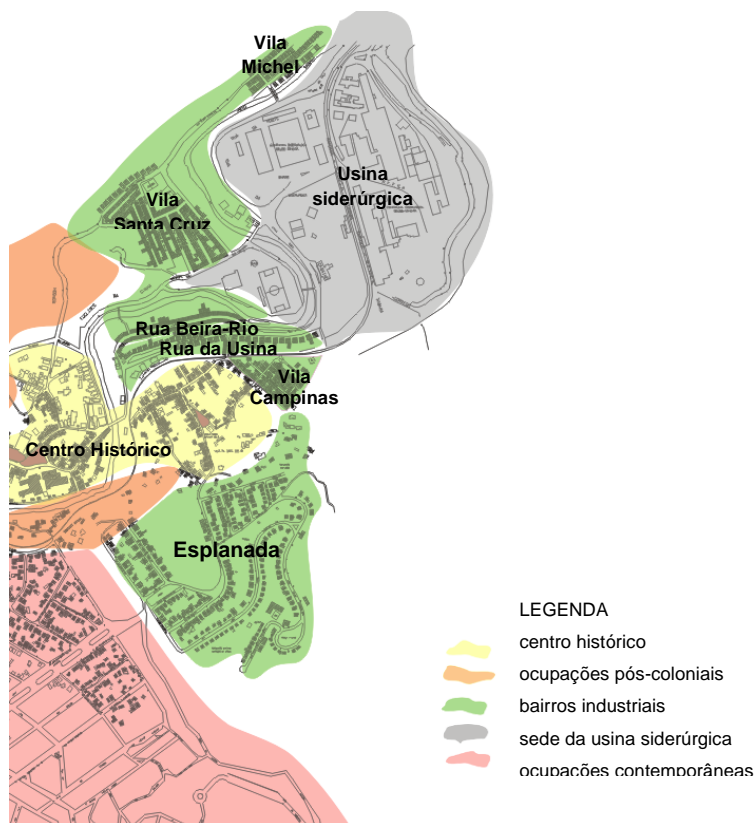 Vila
Michel
Usina
siderúrgica
Vila
Santa Cruz
Rua Beira-Rio
Rua da Usina
Vila
Campinas
Centro Histórico
Esplanada
LEGENDA
centro histórico
ocupações pós-coloniais
bairros industriais
sede da usina siderúrgica
ocupações contemporâneas